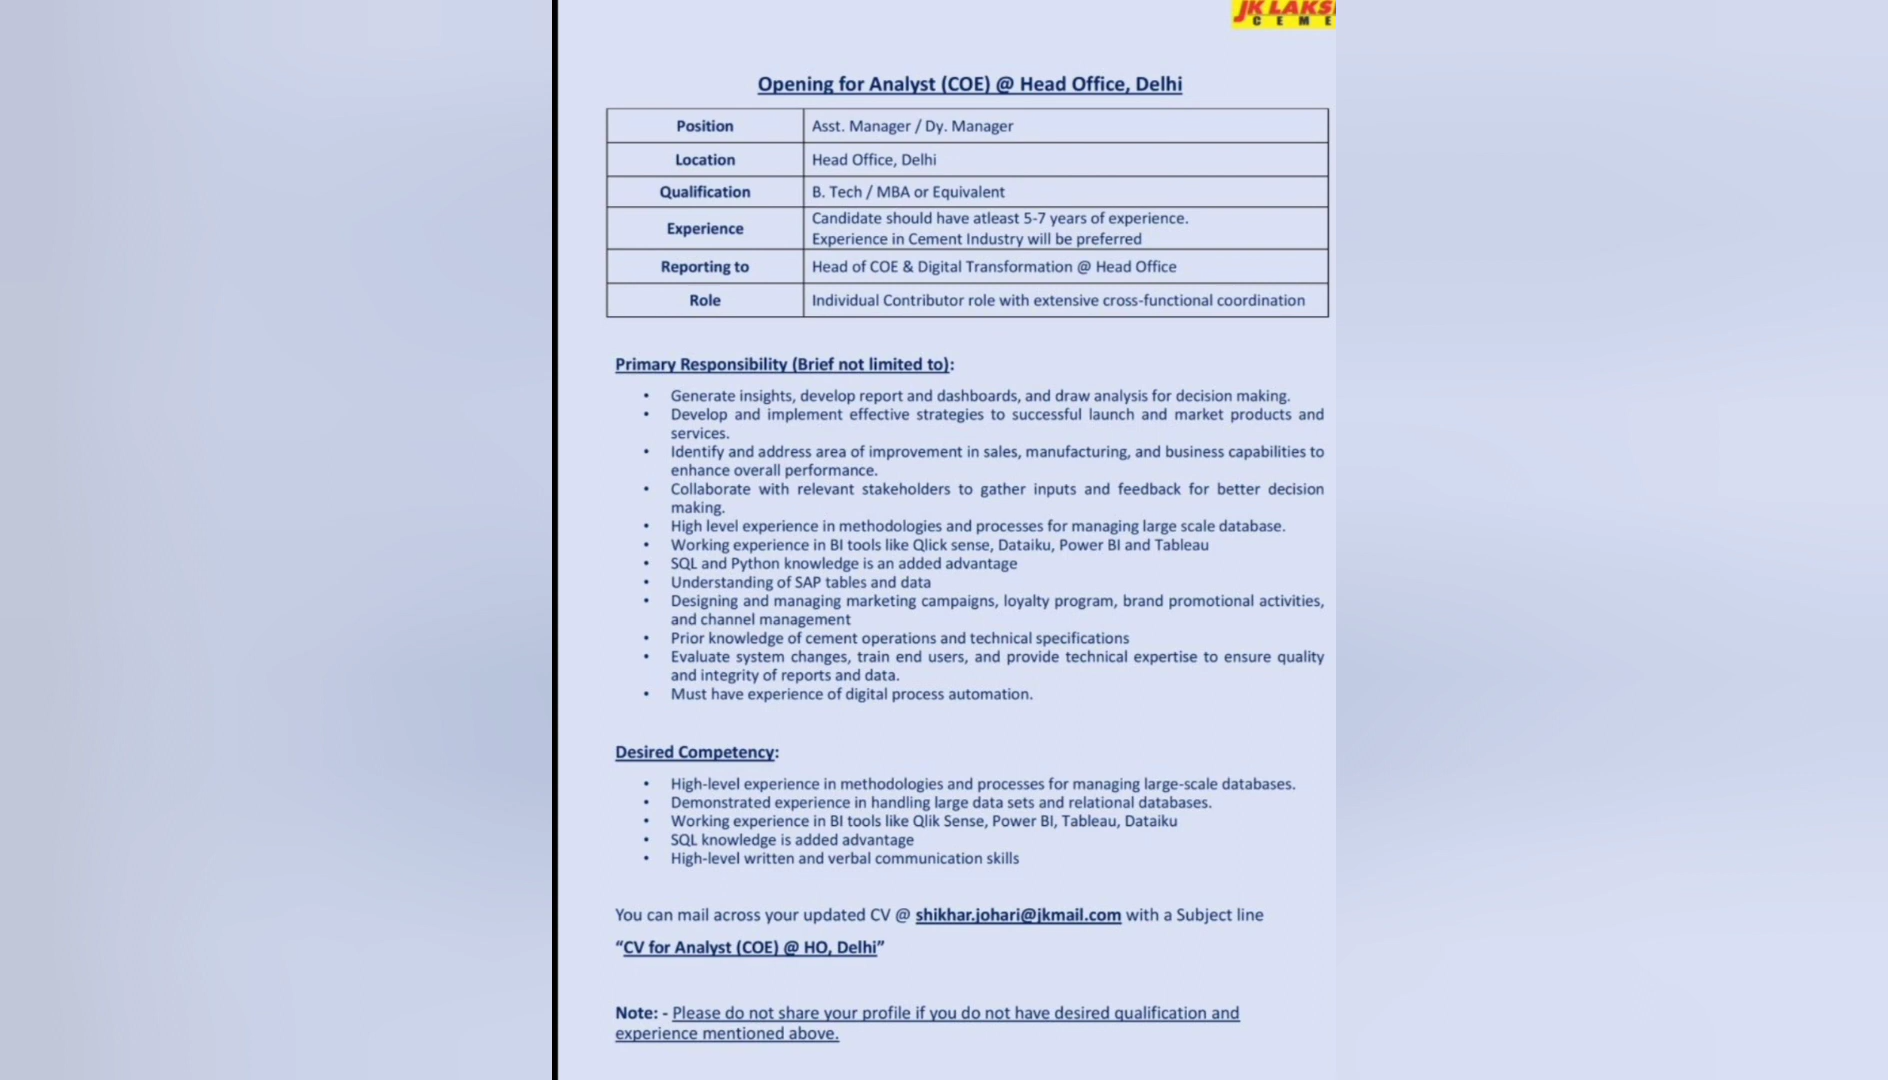 JK LAKS
C E M E
Opening for Analyst (COE) @ Head Office, Delhi
Position Asst. Manager / Dy. Manager
Location Head Office, Delhi
Qualification B. Tech / MBA or Equivalent
Experience Candidate should have atleast 5-7 years of experience.
Experience in Cement Industry will be preferred
Reporting to Head of COE & Digital Transformation @ Head Office
Role Individual Contributor role with extensive cross-functional coordination
Primary Responsibility (Brief not limited to):
• Generate insights, develop report and dashboards, and draw analysis for decision making.
• Develop and implement effective strategies to successful launch and market products and
services.
• Identify and address area of improvement in sales, manufacturing, and business capabilities to
enhance overall performance.
• Collaborate with relevant stakeholders to gather inputs and feedback for better decision
making.
• High level experience in methodologies and processes for managing large scale database.
• Working experience in BI tools like Qlick sense, Dataiku, Power BI and Tableau
• SQL and Python knowledge is an added advantage
• Understanding of SAP tables and data
• Designing and managing marketing campaigns, loyalty program, brand promotional activities,
and channel management
• Prior knowledge of cement operations and technical specifications
• Evaluate system changes, train end users, and provide technical expertise to ensure quality
and integrity of reports and data.
• Must have experience of digital process automation.
Desired Competency:
• High-level experience in methodologies and processes for managing large-scale databases.
• Demonstrated experience in handling large data sets and relational databases.
• Working experience in BI tools like Qlik Sense, Power BI, Tableau, Dataiku
• SQL knowledge is added advantage
• High-level written and verbal communication skills
You can mail across your updated CV @ shikhar.johari@jkmail.com with a Subject line
“CV for Analyst (COE) @ HO, Delhi”
Note: - Please do not share your profile if you do not have desired qualification and
experience mentioned above.